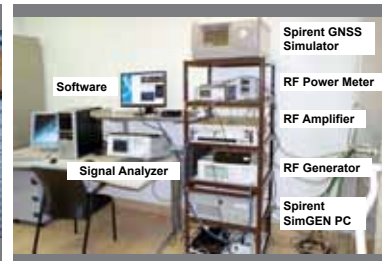 Spirent GNSS
Simulator
Software
RF Power Meter
RF Amplifier
Signal Analyzer
RF Generator
Spirent
SimGEN PC